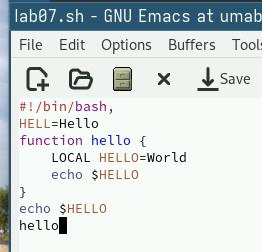 lab07.sh - GNU Emacs at umab
File Edit Options Buffers Tools
Save
#!/bin/bash,
HELL=Hello
function hello {
    LOCAL HELLO=World
    echo $HELLO
}
echo $HELLO
hello